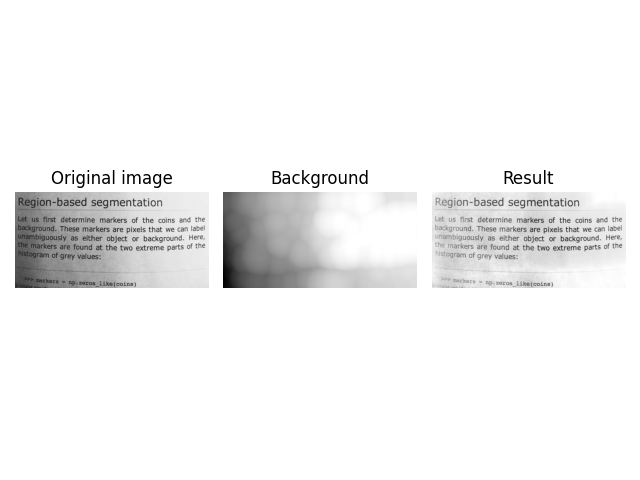 Original image
Background
Result
Region-based segmentation
Let us first determine markers of the coins and the
background. These markers are pixels that we can label
unambiguously as either object or background. Here,
the markers are found at the two extreme parts of the
histogram of grey values:
>>> markers = np.zeros_like(coins)
Region-based segmentation
Let us first determine markers of the coins and the
background. These markers are pixels that we can label
unambiguously as either object or background. Here,
the markers are found at the two extreme parts of the
histogram of grey values:
>>> markers = np.zeros_like(coins)